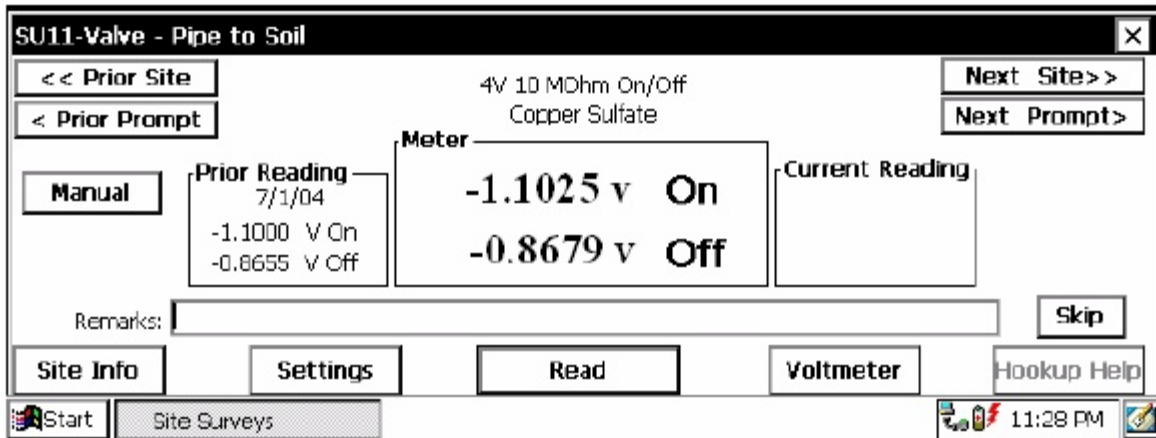 SU11-Valve - Pipe to Soil
<< Prior Site
4V 10 MOhm On/Off
Next Site>>
< Prior Prompt
Copper Sulfate
Next Prompt>
Manual
Prior Reading
7/1/04
-1.1000 V On
-0.8655 V Off
Meter
-1.1025 v On
-0.8679 v Off
Current Reading
Remarks:
Skip
Site Info
Settings
Read
Voltmeter
Hookup Help
Start
Site Surveys
11:28 PM